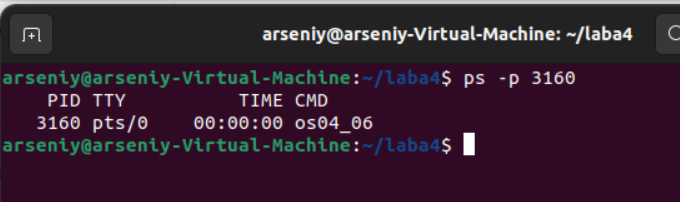 arseniy@arseniy-Virtual-Machine: ~/laba4
arseniy@arseniy-Virtual-Machine:~/laba4$ ps -p 3160
    PID TTY          TIME CMD
   3160 pts/0    00:00:00 os04_06
arseniy@arseniy-Virtual-Machine:~/laba4$